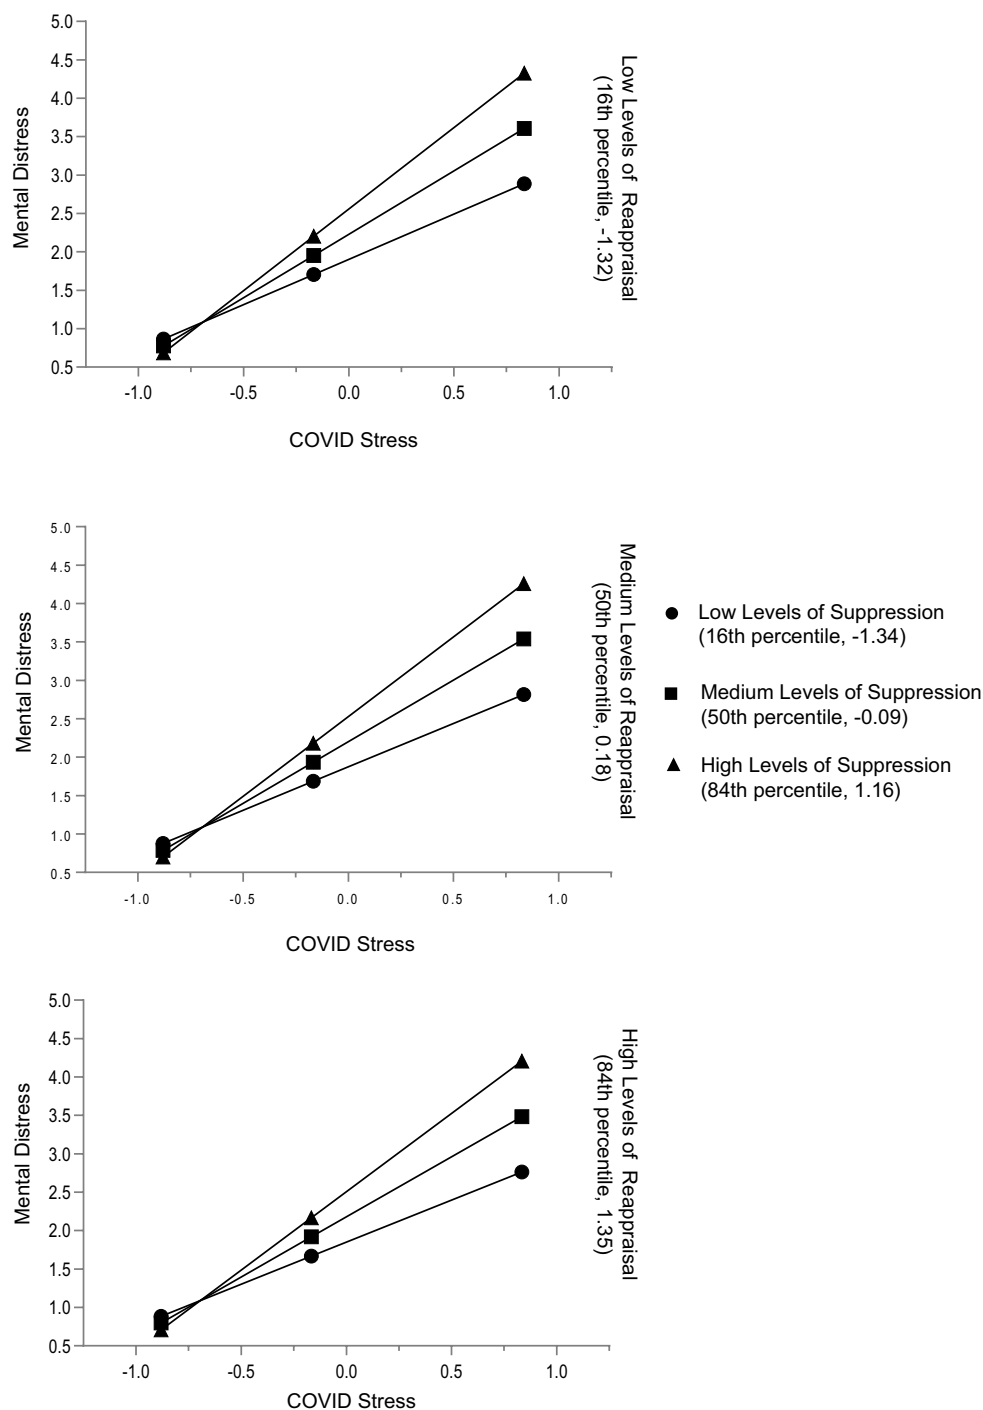 5.0
4.5
4.0
3.5
3.0
2.5
2.0
1.5
1.0
0.5
Mental Distress
-1.0 -0.5 0.0 0.5 1.0
COVID Stress
Low Levels of Reappraisal
(16th percentile, -1.32)
5.0
4.5
4.0
3.5
3.0
2.5
2.0
1.5
1.0
0.5
Mental Distress
-1.0 -0.5 0.0 0.5 1.0
COVID Stress
Medium Levels of Reappraisal
(50th percentile, 0.18)
Low Levels of Suppression
(16th percentile, -1.34)
Medium Levels of Suppression
(50th percentile, -0.09)
High Levels of Suppression
(84th percentile, 1.16)
5.0
4.5
4.0
3.5
3.0
2.5
2.0
1.5
1.0
0.5
Mental Distress
-1.0 -0.5 0.0 0.5 1.0
COVID Stress
High Levels of Reappraisal
(84th percentile, 1.35)